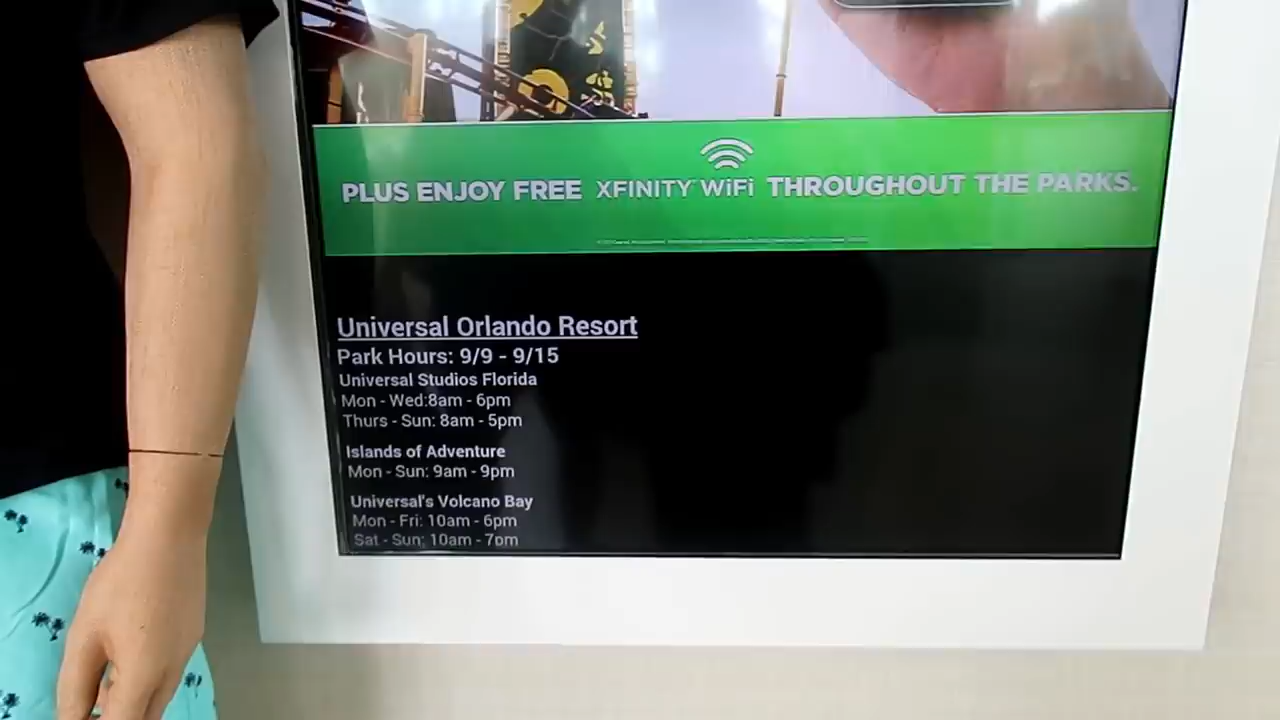 PLUS ENJOY FREE XFINITY WiFi THROUGHOUT THE PARKS.
Universal Orlando Resort
Park Hours: 9/9 - 9/15
Universal Studios Florida
Mon - Wed:8am - 6pm
Thurs - Sun: 8am - 5pm
Islands of Adventure
Mon - Sun: 9am - 9pm
Universal's Volcano Bay
Mon - Fri: 10am - 6pm
Sat - Sun: 10am - 7pm